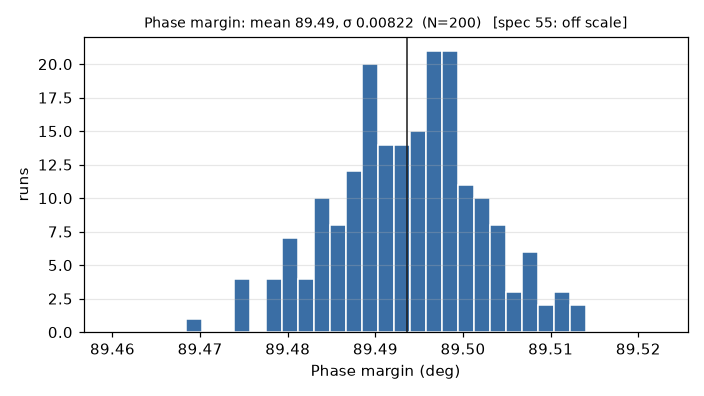 Phase margin: mean 89.49, σ 0.00822  (N=200)   [spec 55: off scale]
20.0
17.5
15.0
12.5
10.0
7.5
5.0
2.5
0.0
runs
89.46 89.47 89.48 89.49 89.50 89.51 89.52
Phase margin (deg)